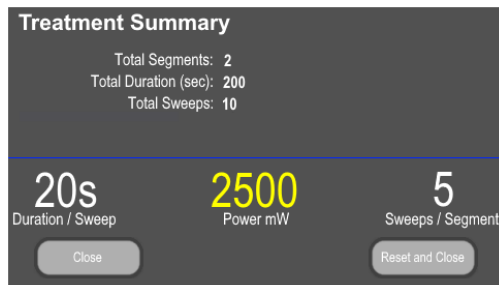 Treatment Summary
Total Segments: 2
Total Duration (sec): 200
Total Sweeps: 10
20s 2500 5
Duration / Sweep Power mW Sweeps / Segment
Close Reset and Close